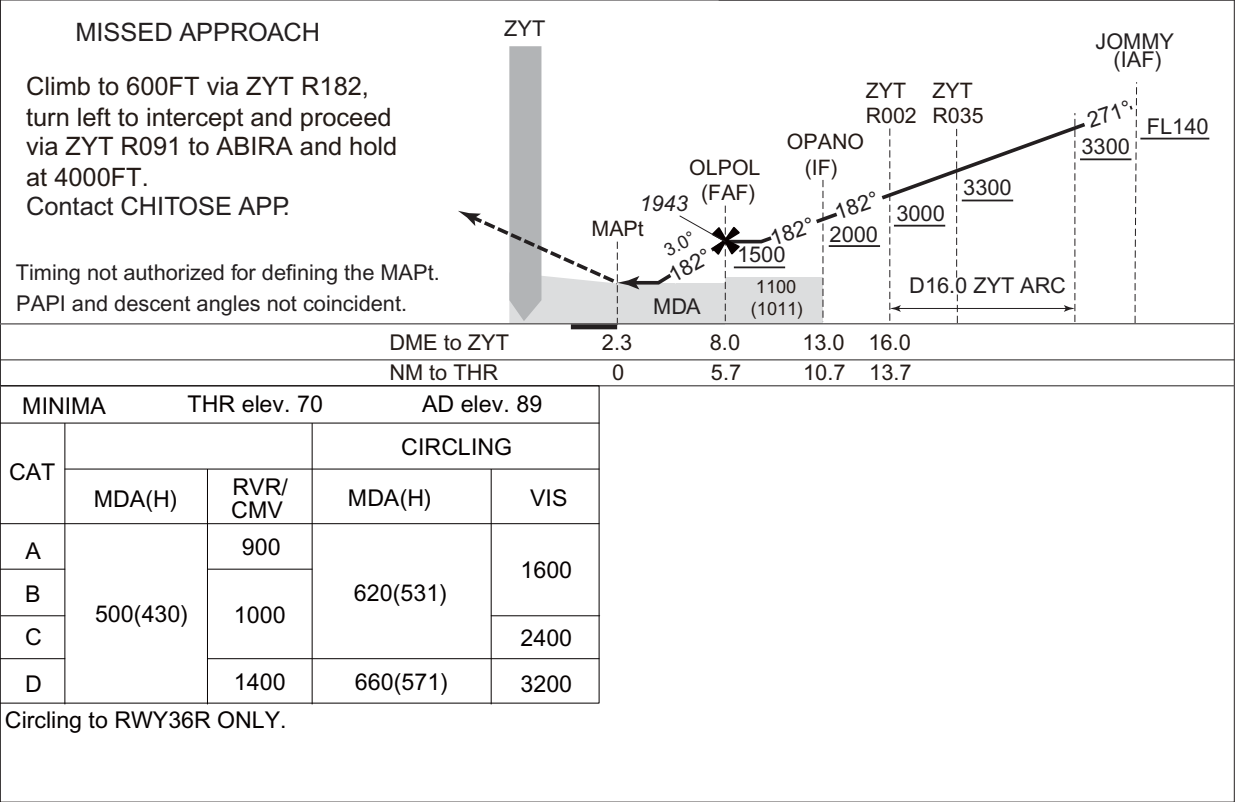 MISSED APPROACH
Climb to 600FT via ZYT R182,
turn left to intercept and proceed
via ZYT R091 to ABIRA and hold
at 4000FT.
Contact CHITOSE APP.
Timing not authorized for defining the MAPt.
PAPI and descent angles not coincident.
ZYT
MAPt
1943
OLPOL
(FAF)
OPANO
(IF)
ZYT
R002
ZYT
R035
JOMMY
(IAF)
3.0°
182°
182°
182°
271°
1500
2000
3000
3300
3300
FL140
MDA
1100
(1011)
D16.0 ZYT ARC
DME to ZYT 2.3 8.0 13.0 16.0
NM to THR 0 5.7 10.7 13.7
MINIMA THR elev. 70 AD elev. 89
CAT CIRCLING
MDA(H) RVR/ MDA(H) VIS
CMV
A 900
1600
B 620(531)
500(430) 1000
C 2400
D 1400 660(571) 3200
Circling to RWY36R ONLY.